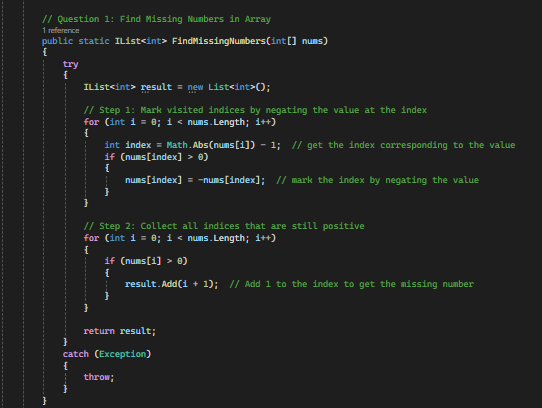 // Question 1: Find Missing Numbers in Array
1 reference
public static IList<int> FindMissingNumbers(int[] nums)
{
try
{
IList<int> result = new List<int>();
// Step 1: Mark visited indices by negating the value at the index
for (int i = 0; i < nums.Length; i++)
{
int index = Math.Abs(nums[i]) - 1;  // get the index corresponding to the value
if (nums[index] > 0)
{
nums[index] = -nums[index];  // mark the index by negating the value
}
}
// Step 2: Collect all indices that are still positive
for (int i = 0; i < nums.Length; i++)
{
if (nums[i] > 0)
{
result.Add(i + 1);  // Add 1 to the index to get the missing number
}
}
return result;
}
catch (Exception)
{
throw;
}
}